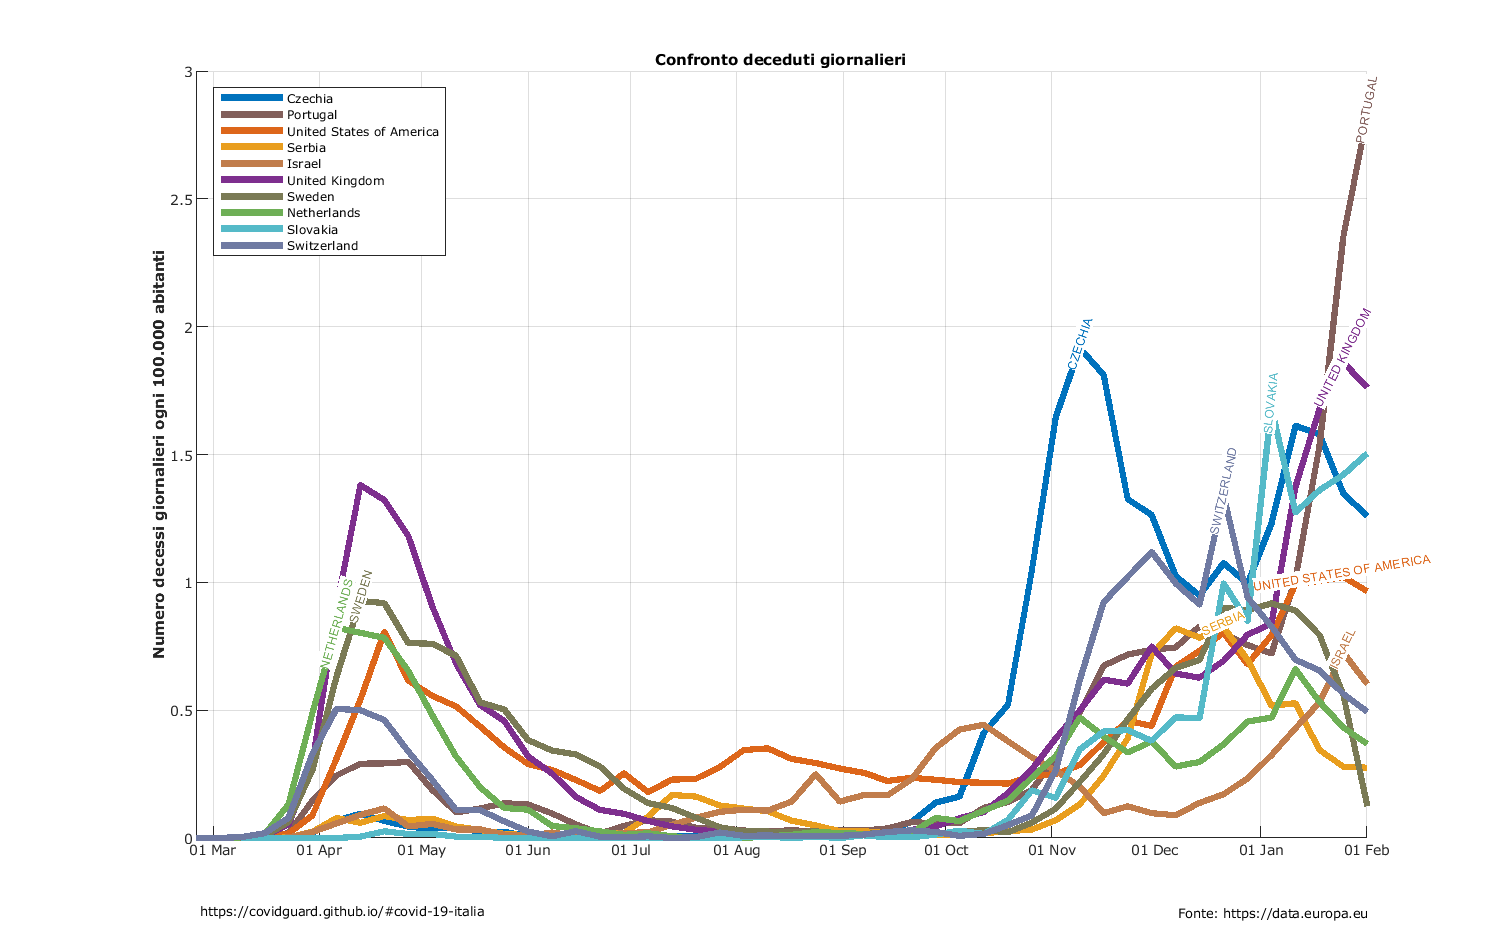 Confronto deceduti giornalieri
Numero decessi giornalieri ogni 100.000 abitanti
3
2.5
2
1.5
1
0.5
0
Czechia
Portugal
United States of America
Serbia
Israel
United Kingdom
Sweden
Netherlands
Slovakia
Switzerland
PORTUGAL
UNITED KINGDOM
CZECHIA
SLOVAKIA
SWITZERLAND
UNITED STATES OF AMERICA
SWEDEN
NETHERLANDS
SERBIA
ISRAEL
01 Mar 01 Apr 01 May 01 Jun 01 Jul 01 Aug 01 Sep 01 Oct 01 Nov 01 Dec 01 Jan 01 Feb
https://covidguard.github.io/#covid-19-italia
Fonte: https://data.europa.eu